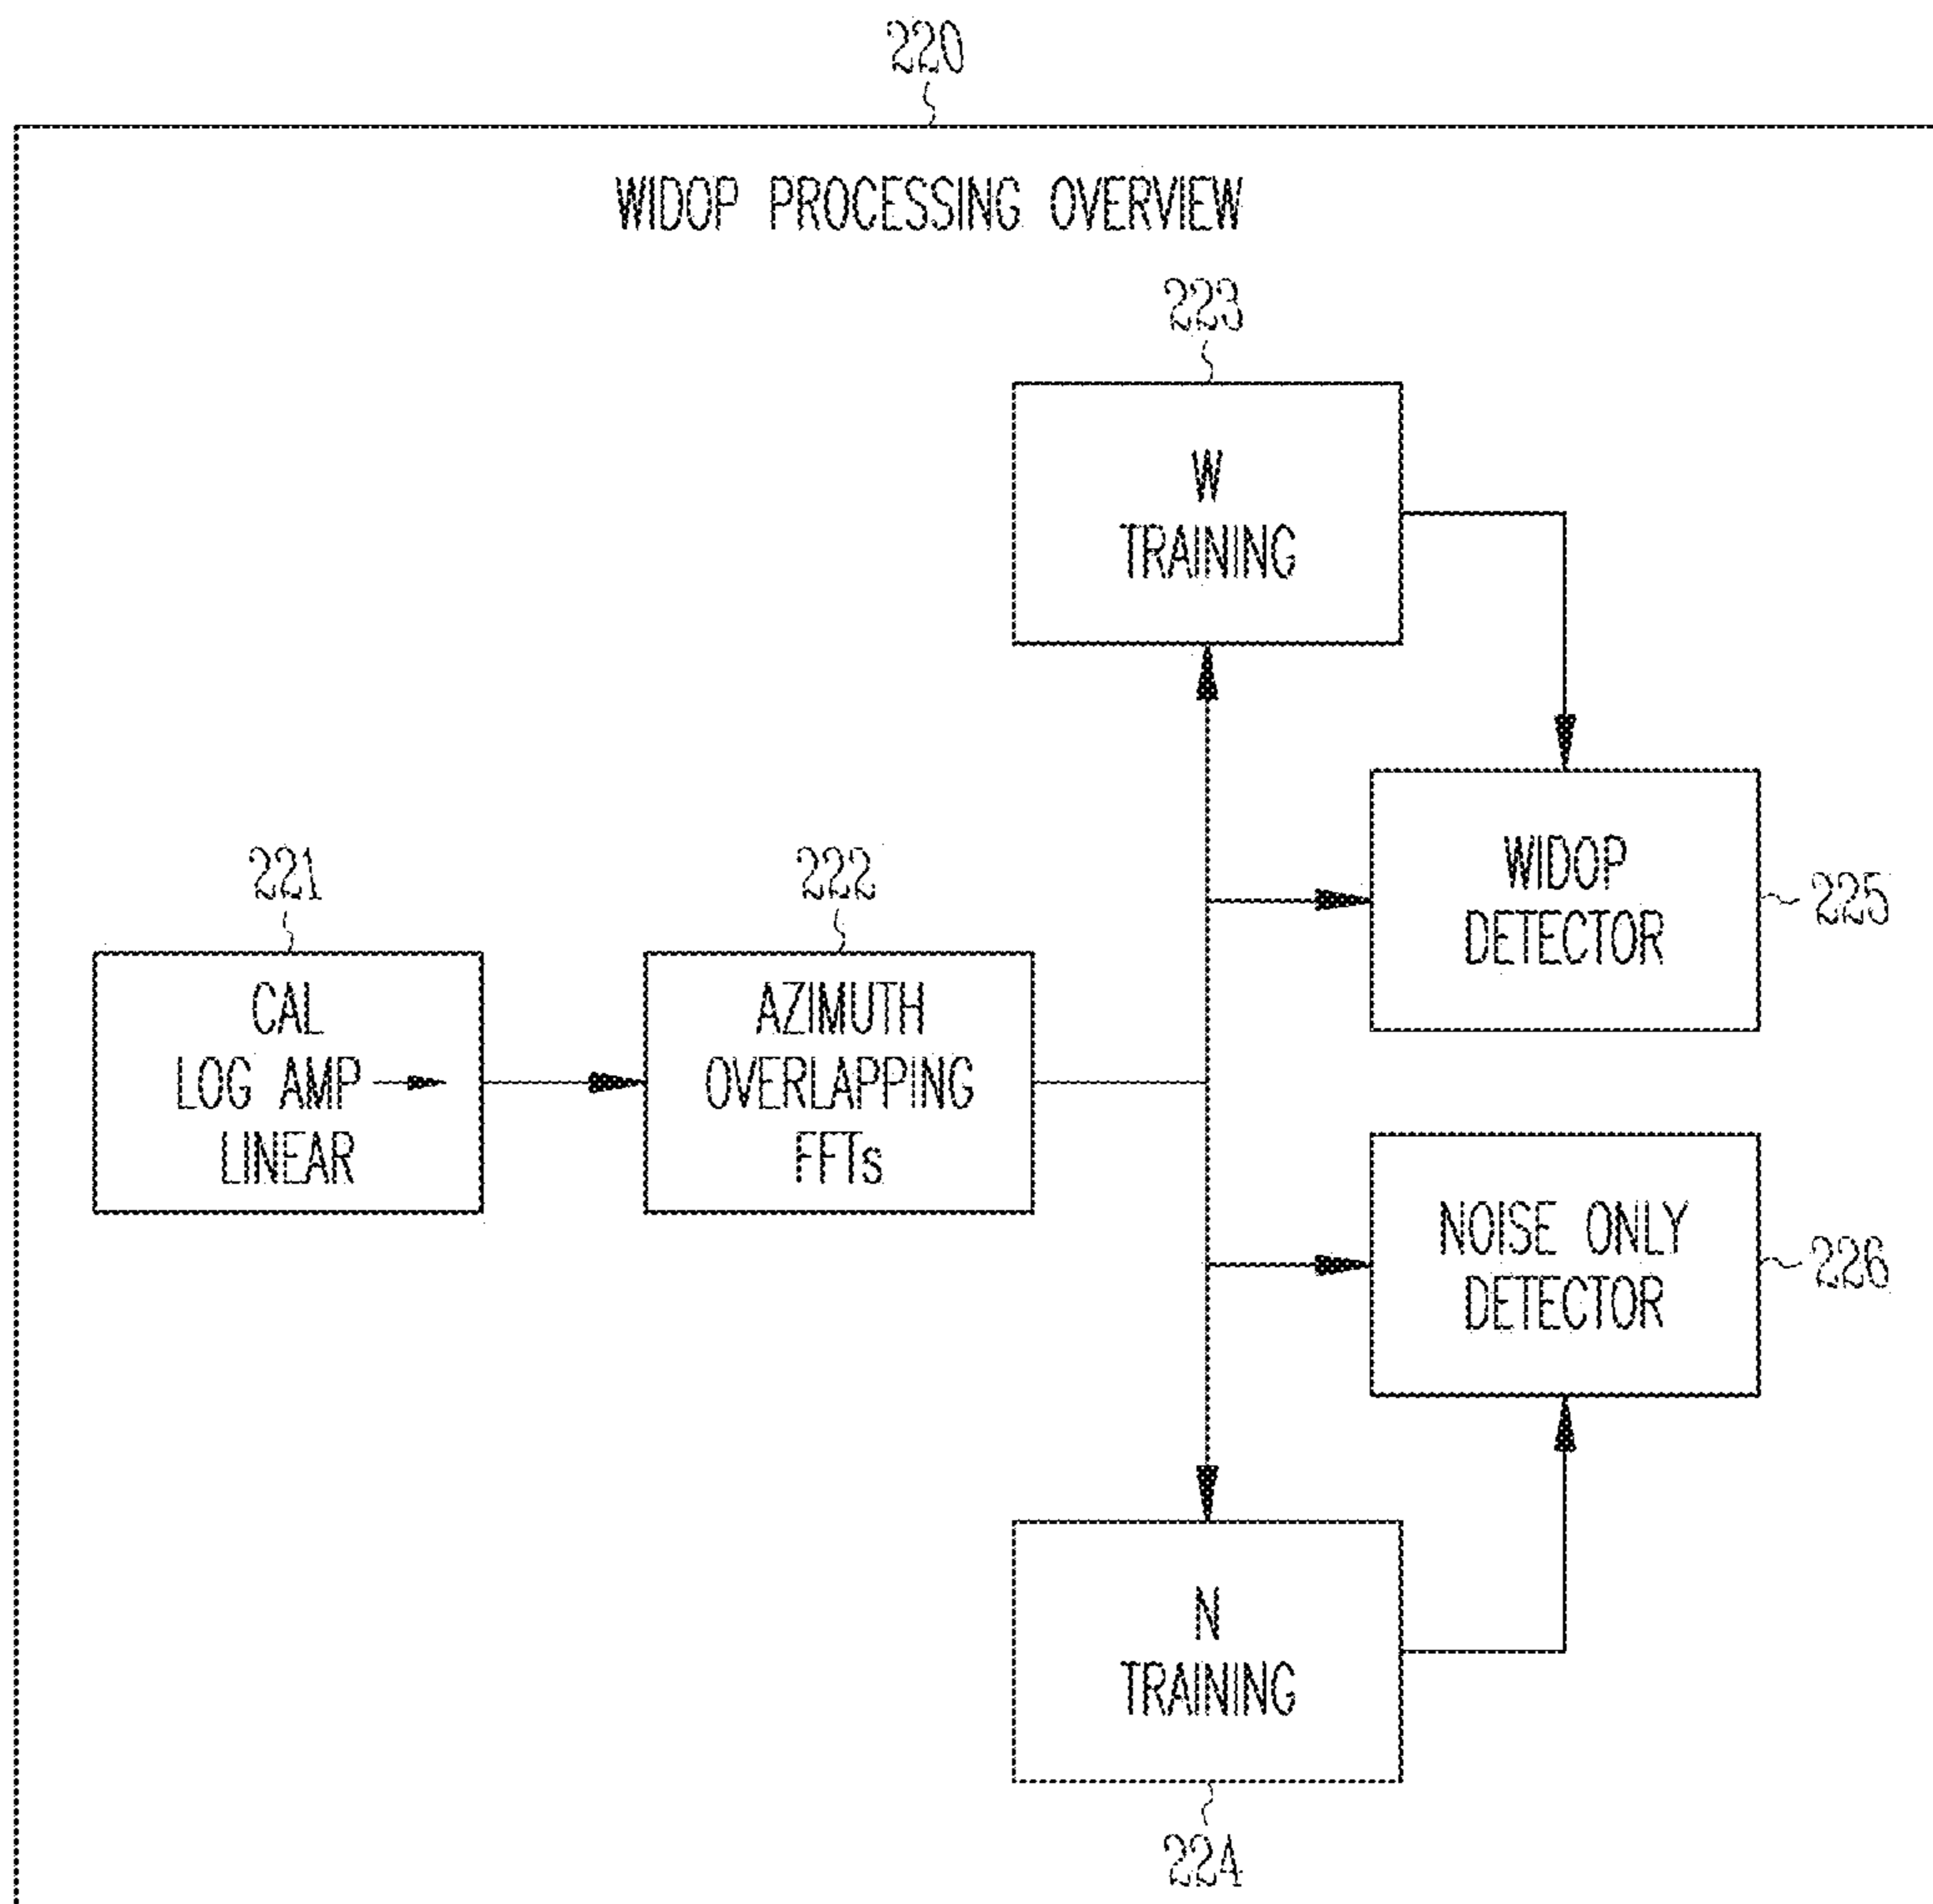 220
WIDOP PROCESSING OVERVIEW
223
W
TRAINING
221
CAL
LOG AMP
LINEAR
222
AZIMUTH
OVERLAPPING
FFTs
WIDOP
DETECTOR
225
NOISE ONLY
DETECTOR
226
N
TRAINING
224